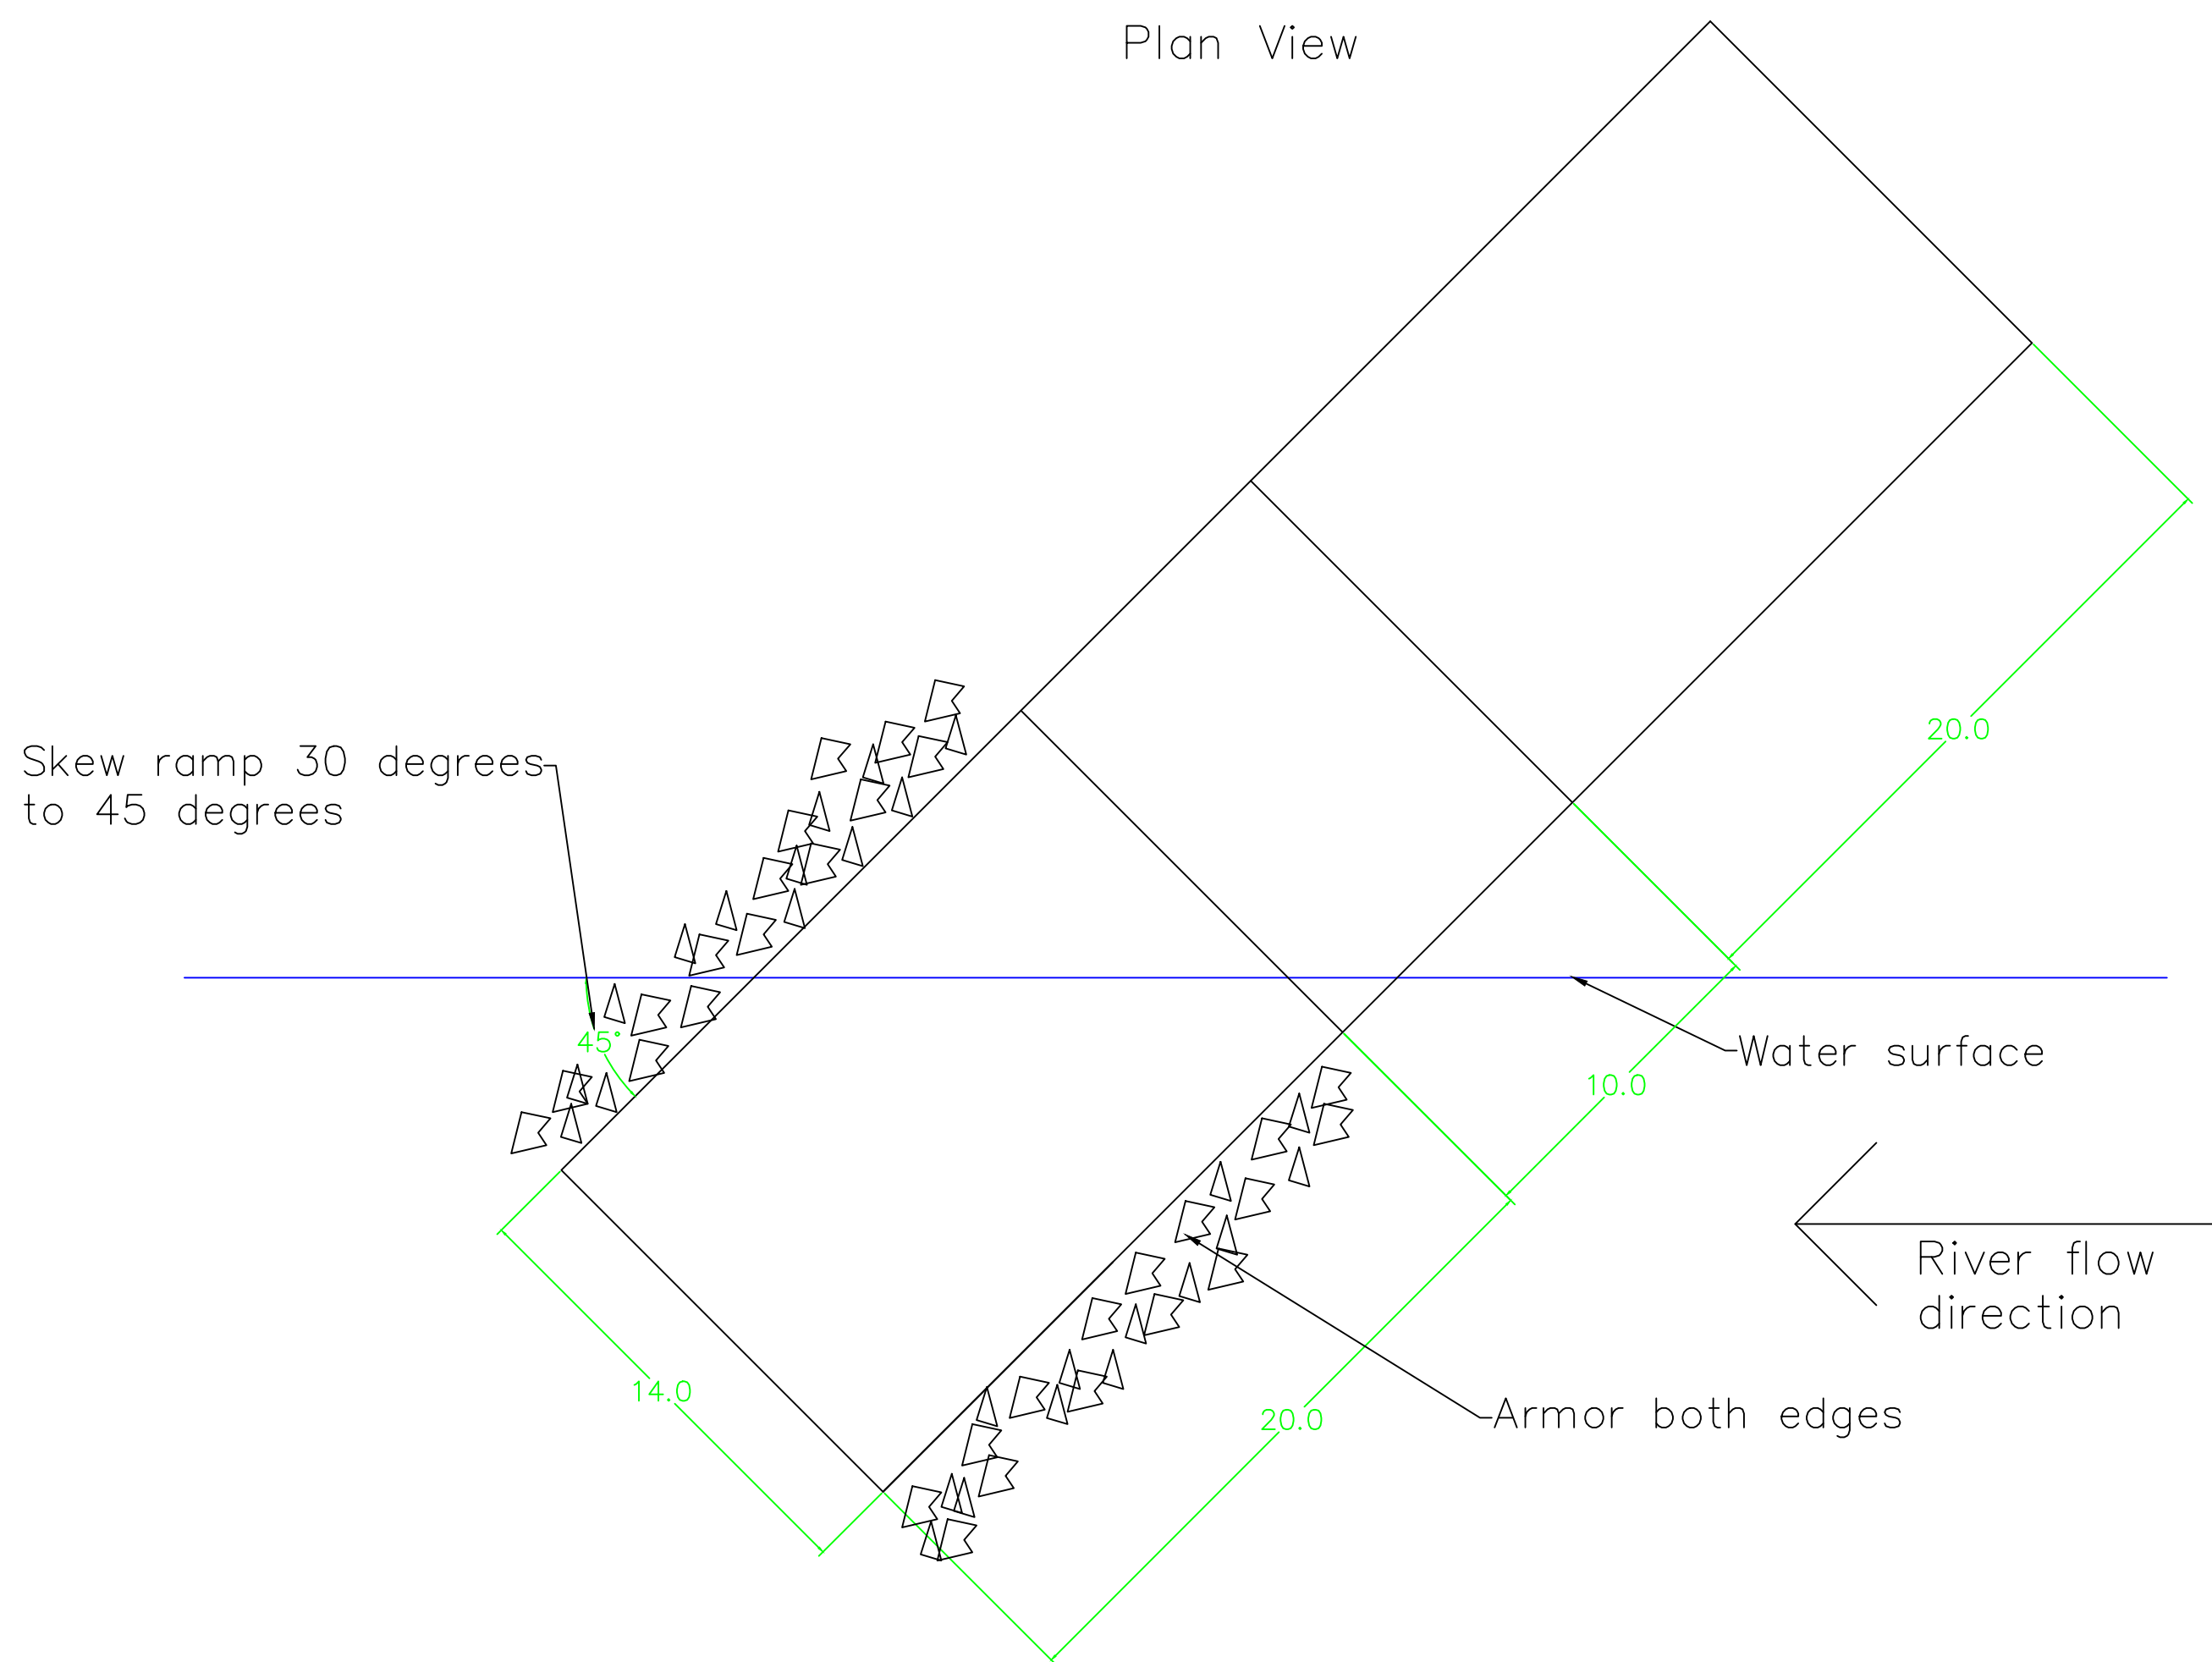 Plan View
Skew ramp 30 degrees
to 45 degrees
20.0
45°
Water surface
10.0
River flow
direction
14.0
20.0
Armor both edges